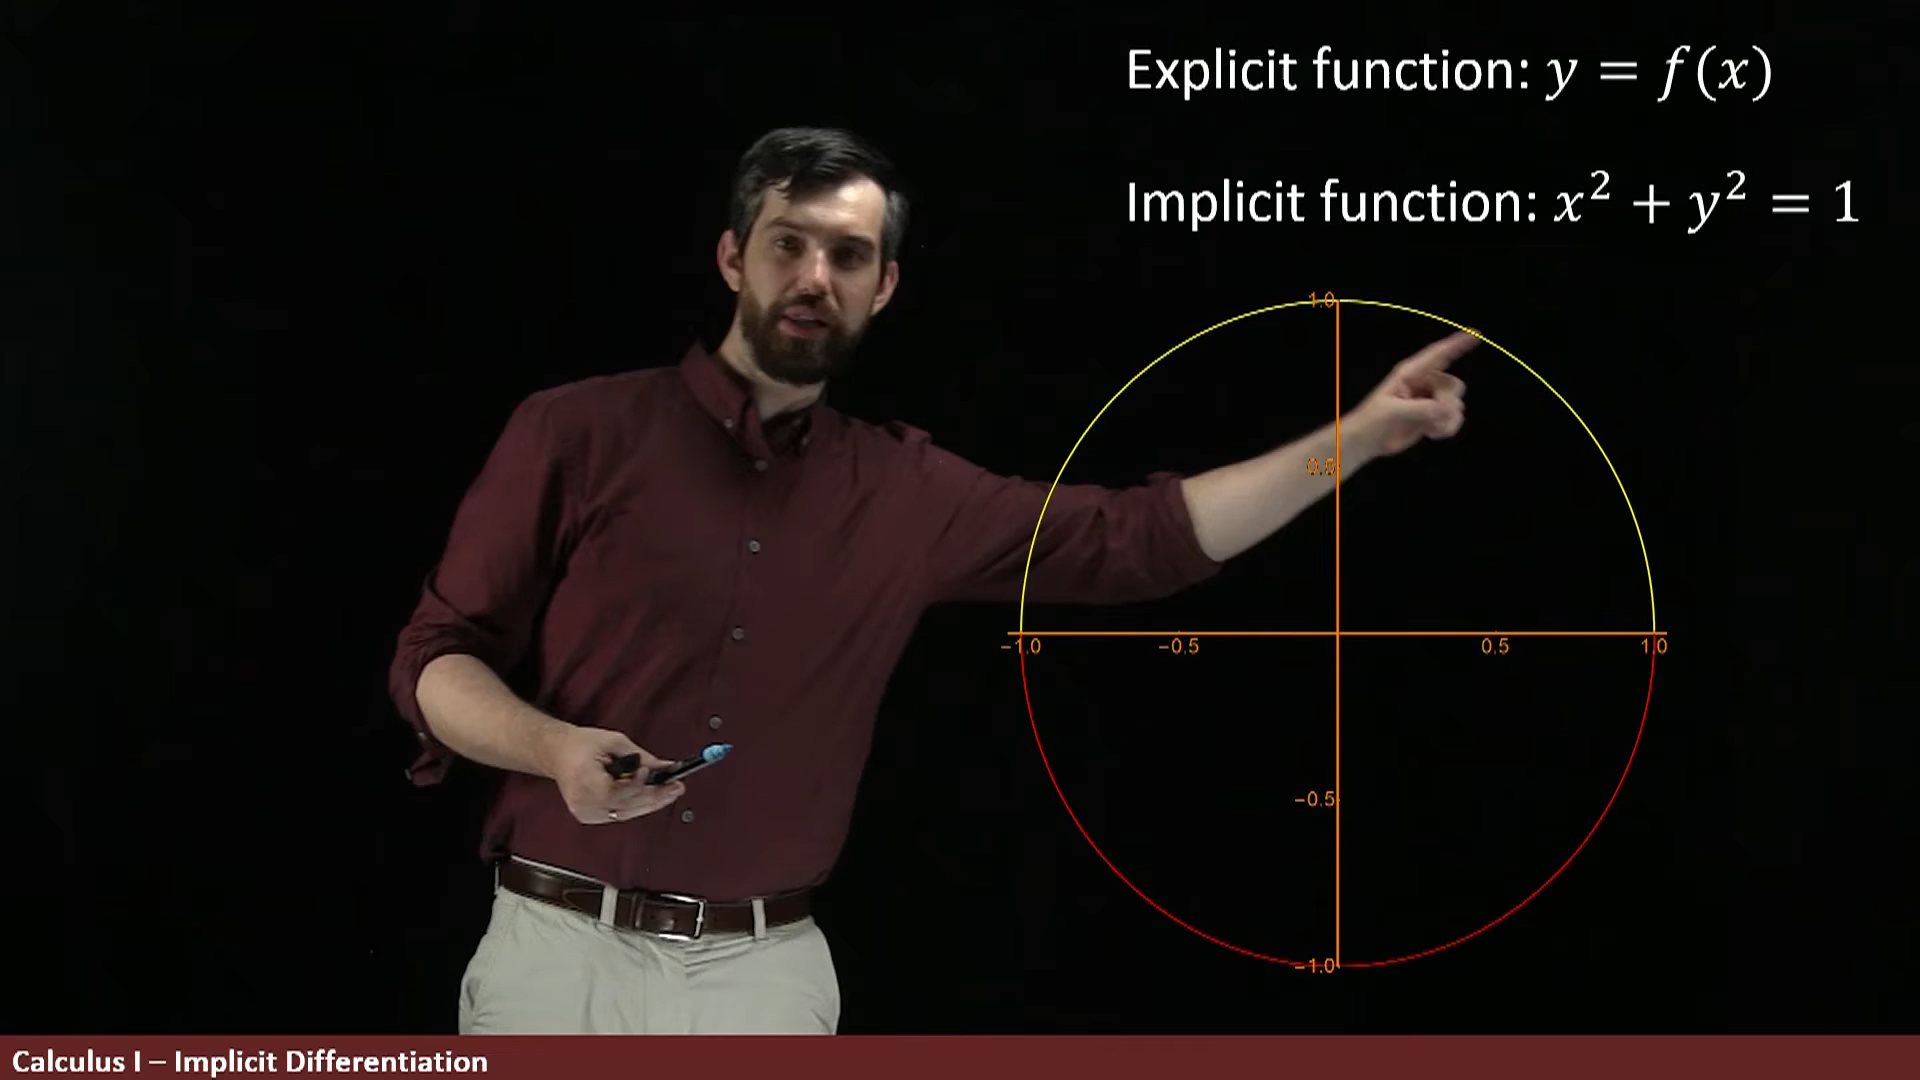 Explicit function: y = f(x)
Implicit function: x² + y² = 1
1.0
0.5
−1.0 −0.5 0.5 1.0
−0.5
−1.0
Calculus I – Implicit Differentiation